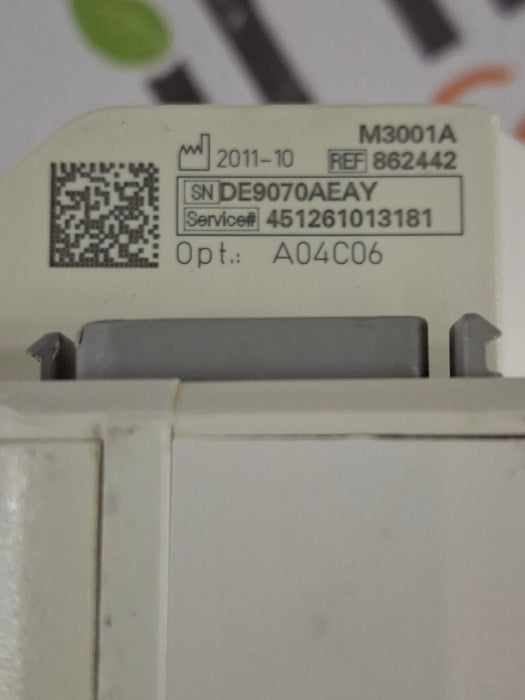 M3001A
2011-10 REF 862442
SN DE9070AEAY
Service# 451261013181
Opt.: A04C06